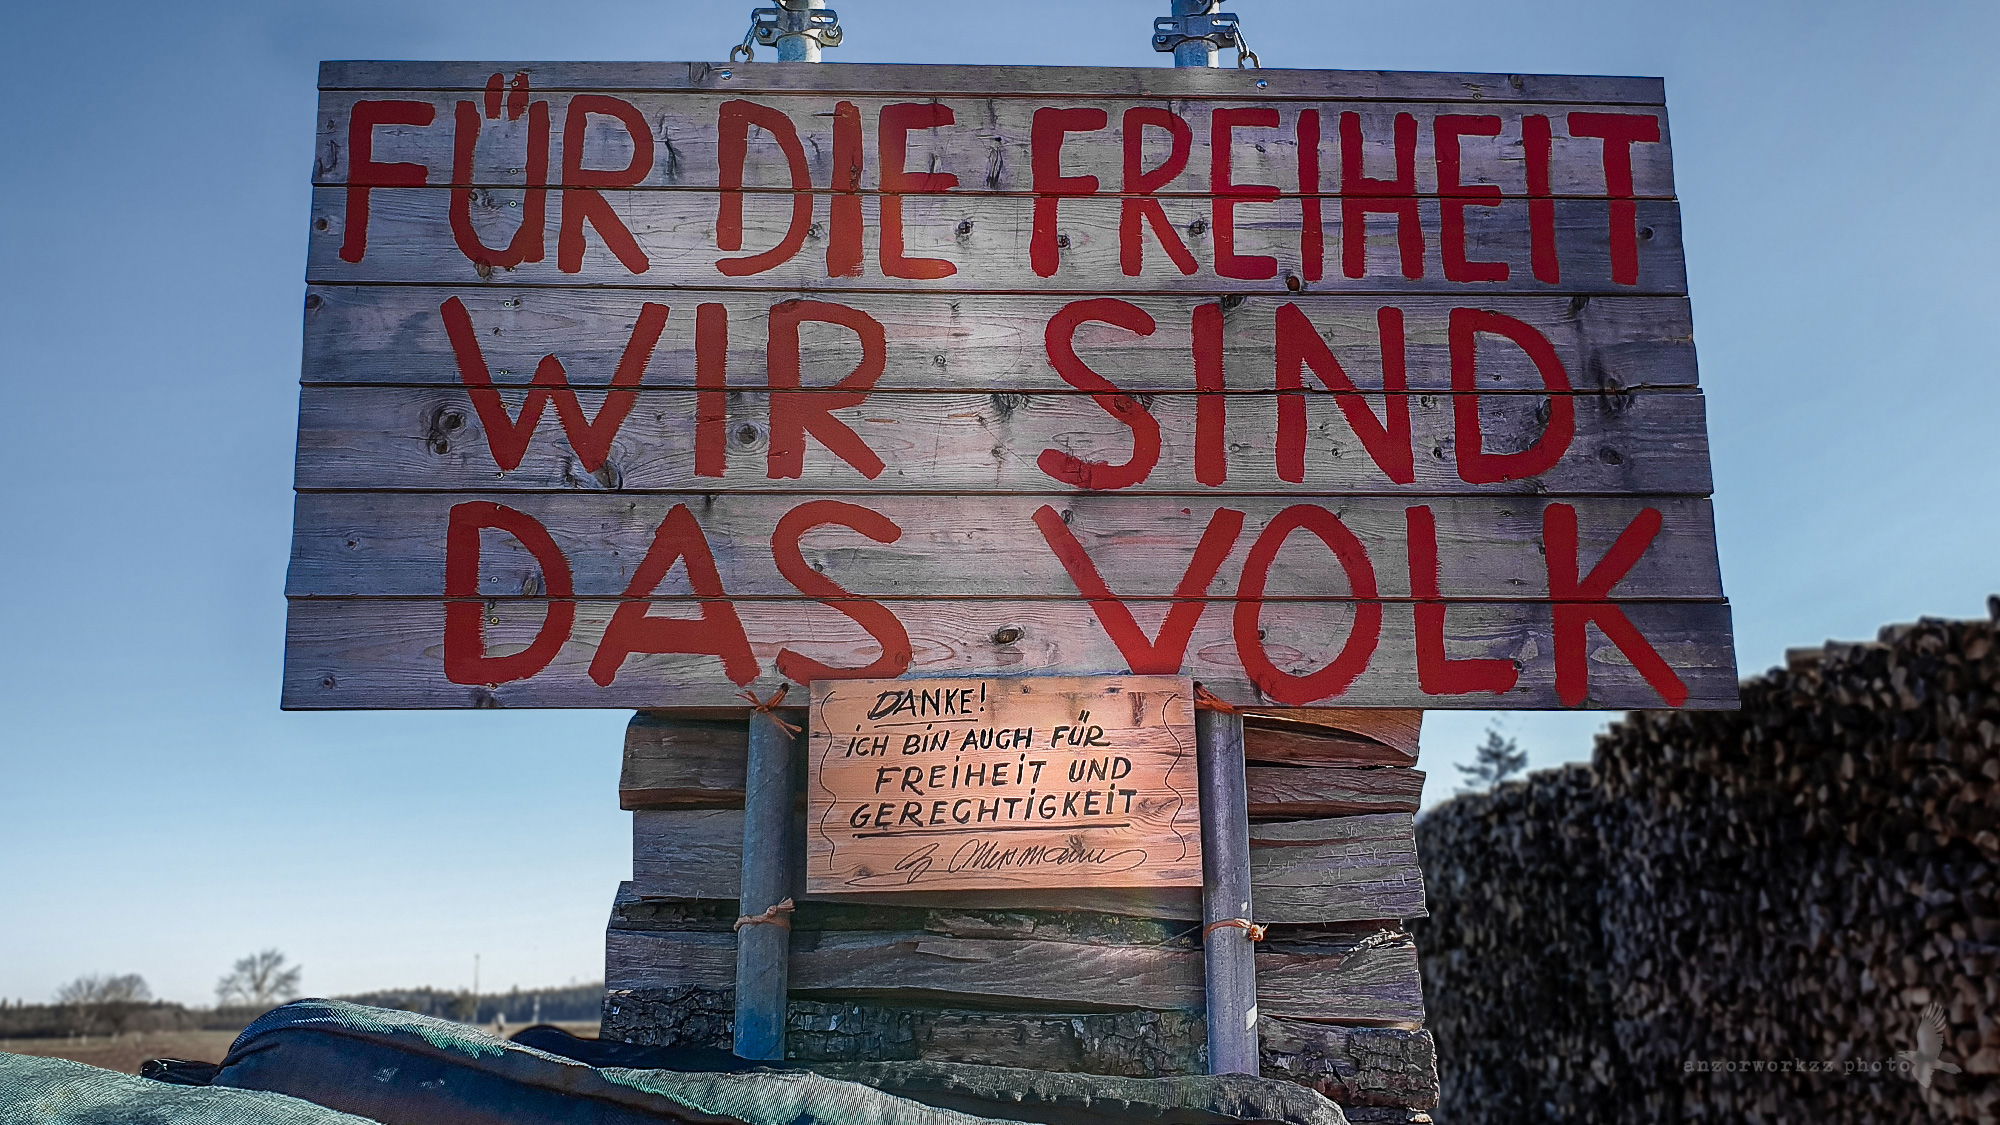 FÜR DIE FREIHEIT
WIR SIND
DAS VOLK
DANKE!
iCH BiN AUCH FÜR
FREiHEiT UND
GERECHTiGKEiT
anzorworkzz photo